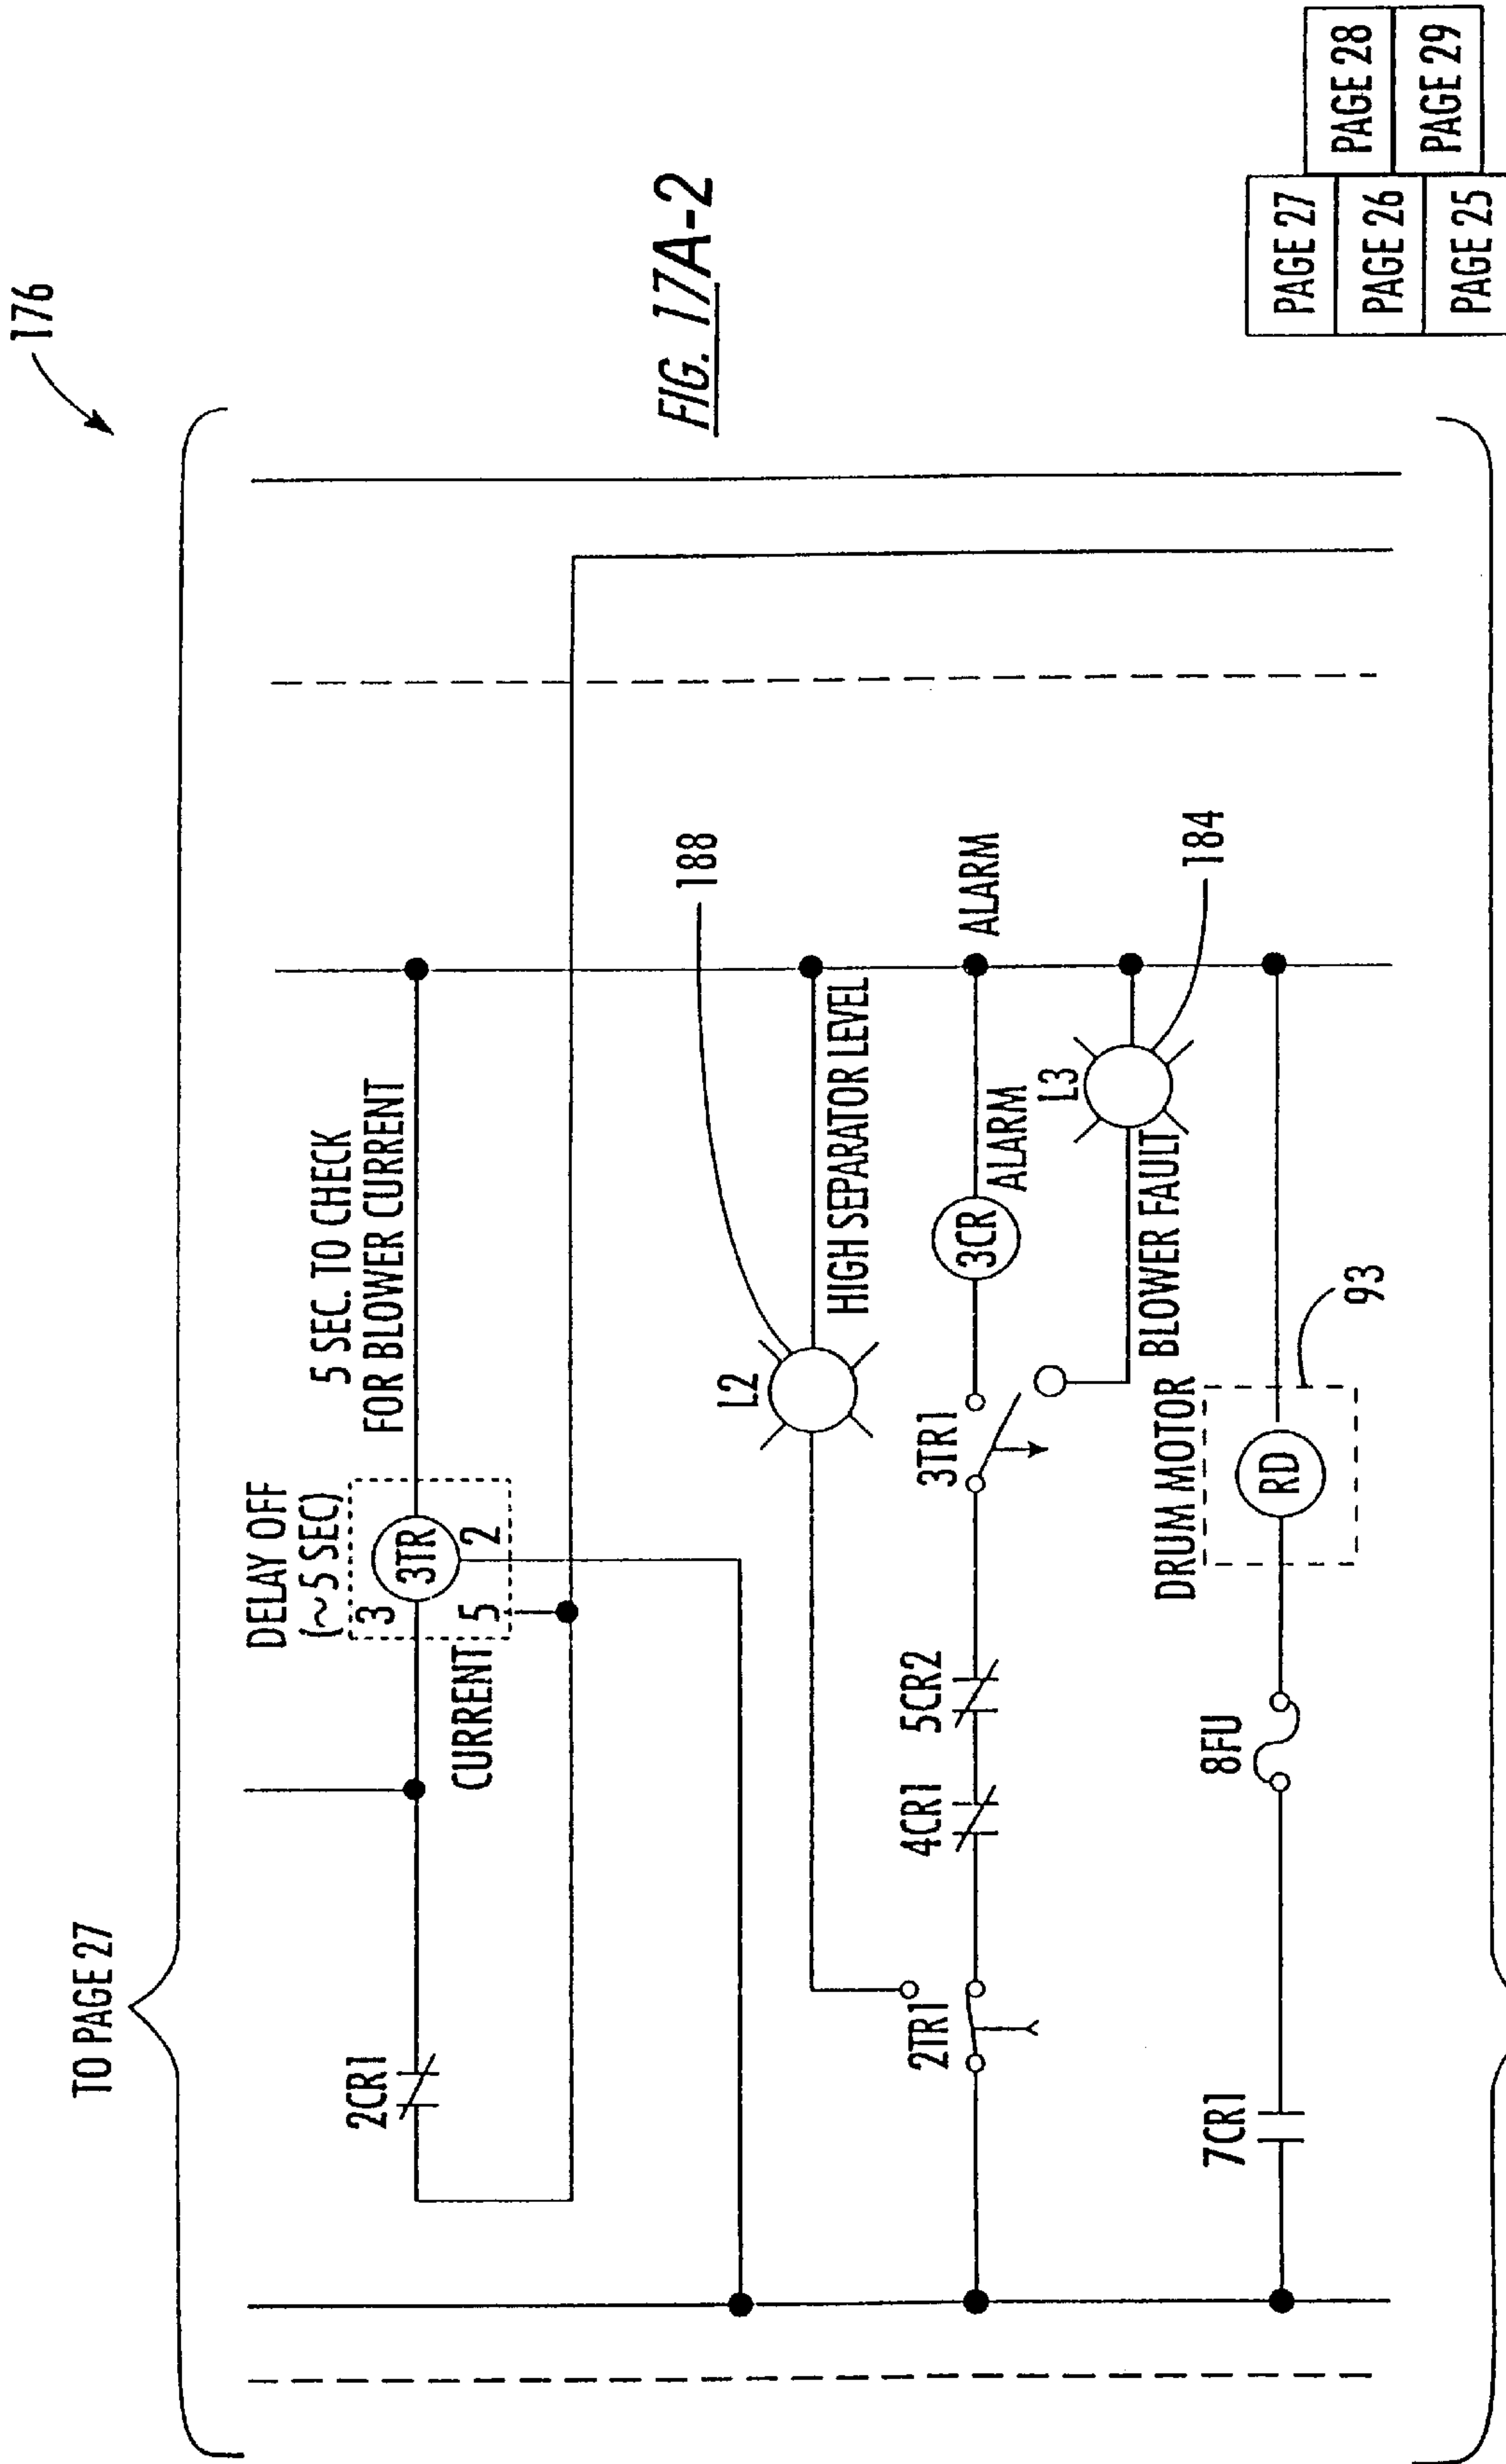 TO PAGE 27
176
2CR1
DELAY OFF
(~5 SEC)
3
3TR
5
2
CURRENT
5 SEC. TO CHECK
FOR BLOWER CURRENT
FIG. 17A-2
L2
188
HIGH SEPARATOR LEVEL
2TR1
4CR1
5CR2
3TR1
3CR
ALARM
ALARM
L3
BLOWER FAULT
184
7CR1
8FU
DRUM MOTOR
RD
93
PAGE 27
PAGE 28
PAGE 26
PAGE 29
PAGE 25